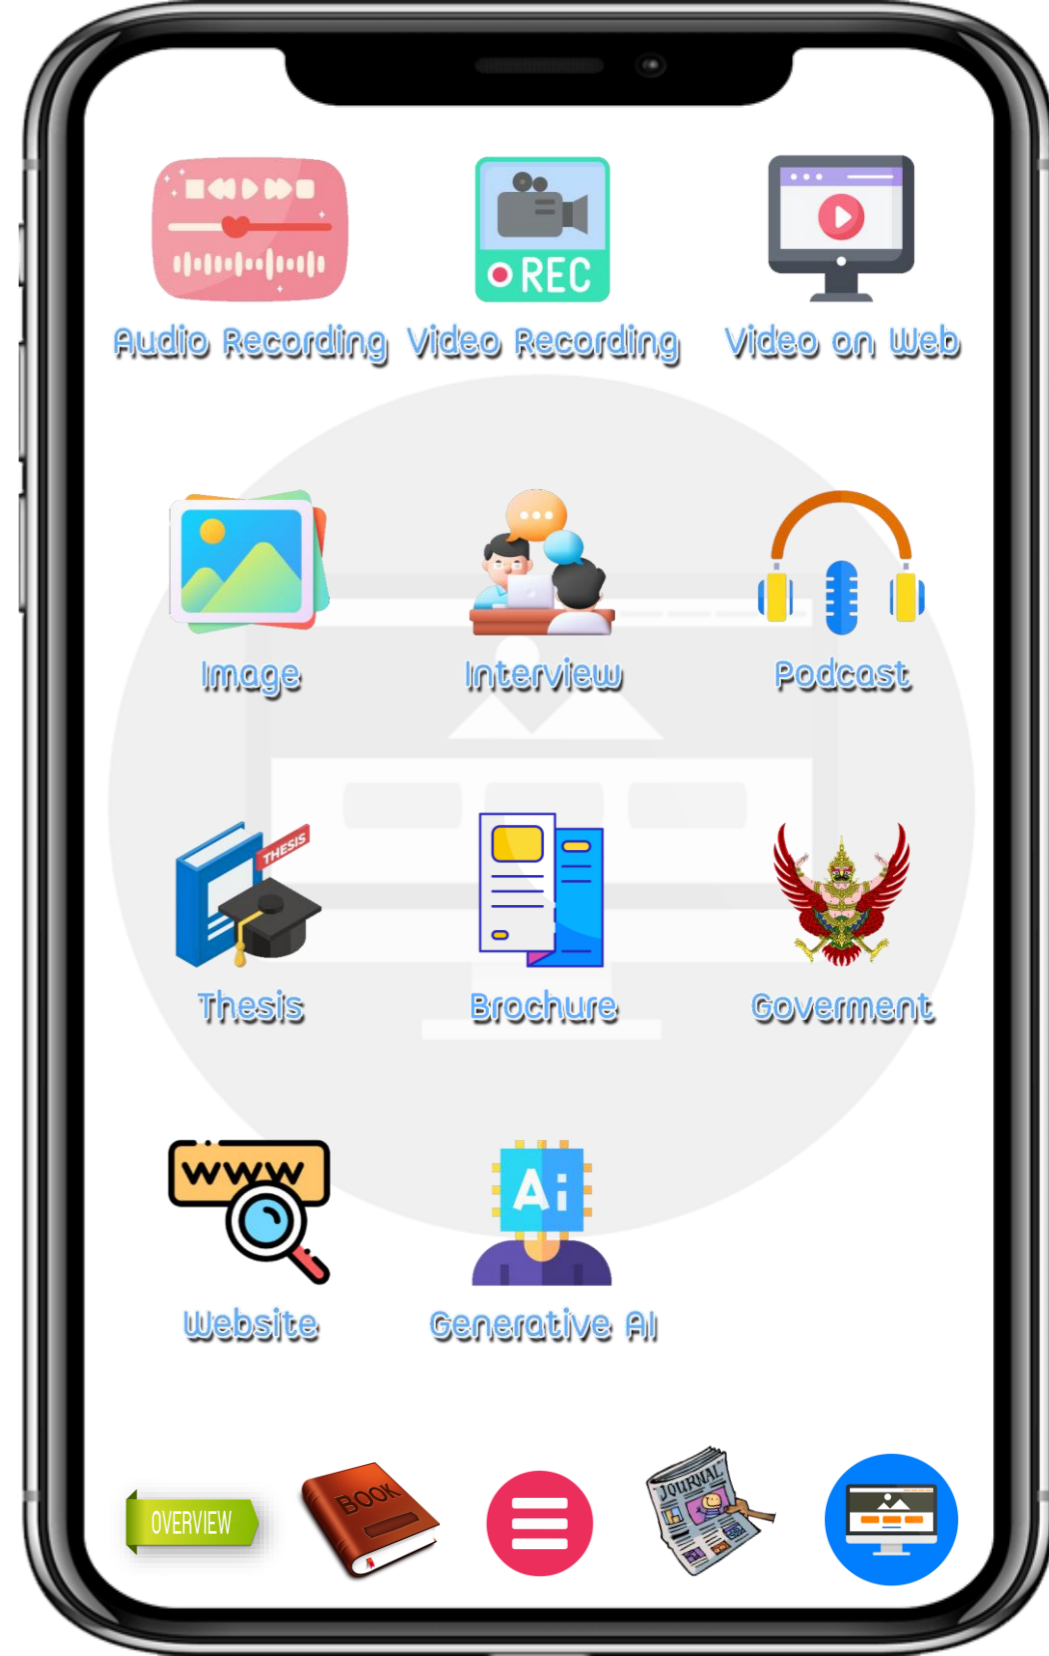 REC
Audio Recording
Video Recording
Video on Web
Image
Interview
Podcast
THESIS
Thesis
Brochure
Goverment
WWW
Ai
Website
Generative AI
OVERVIEW
BOOK
JOURNAL